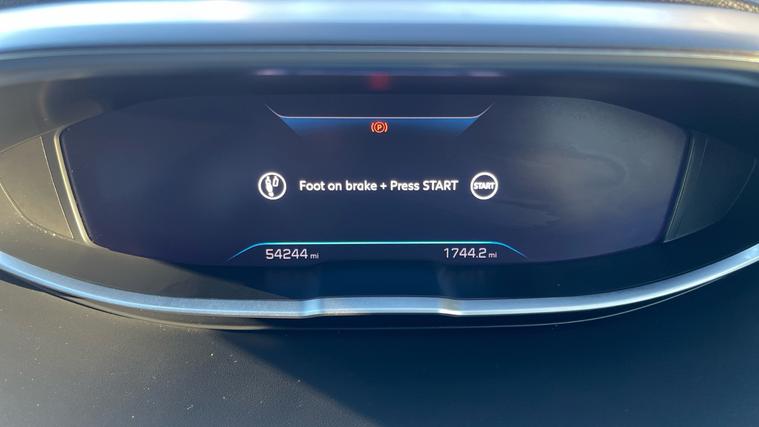 P
Foot on brake + Press START START
54244 mi 1744.2 mi